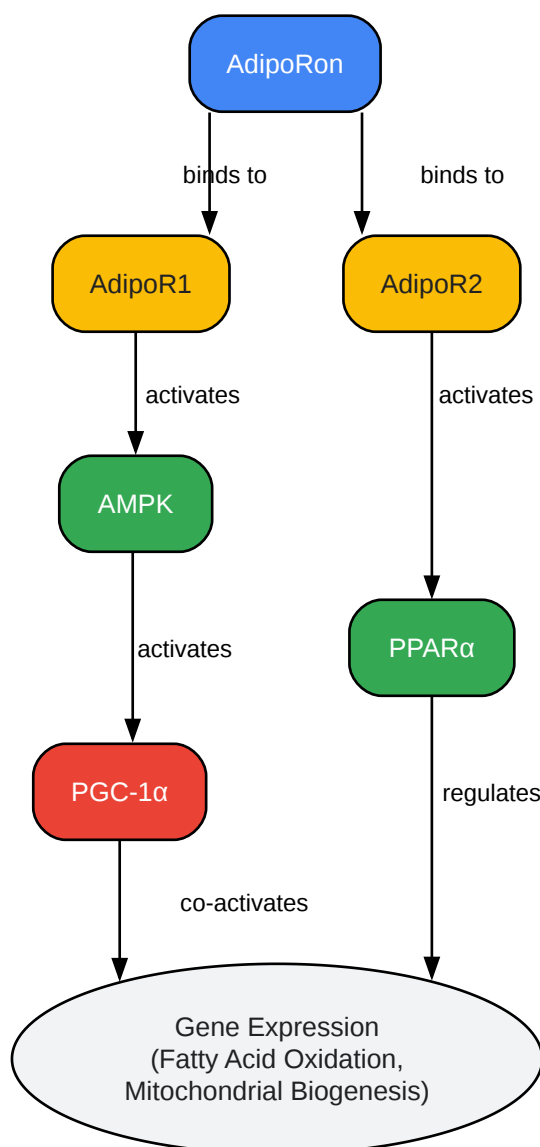 AdipoRon
binds to
binds to
AdipoR1
AdipoR2
activates
activates
AMPK
activates
PPARα
PGC-1α
regulates
co-activates
Gene Expression
(Fatty Acid Oxidation,
Mitochondrial Biogenesis)